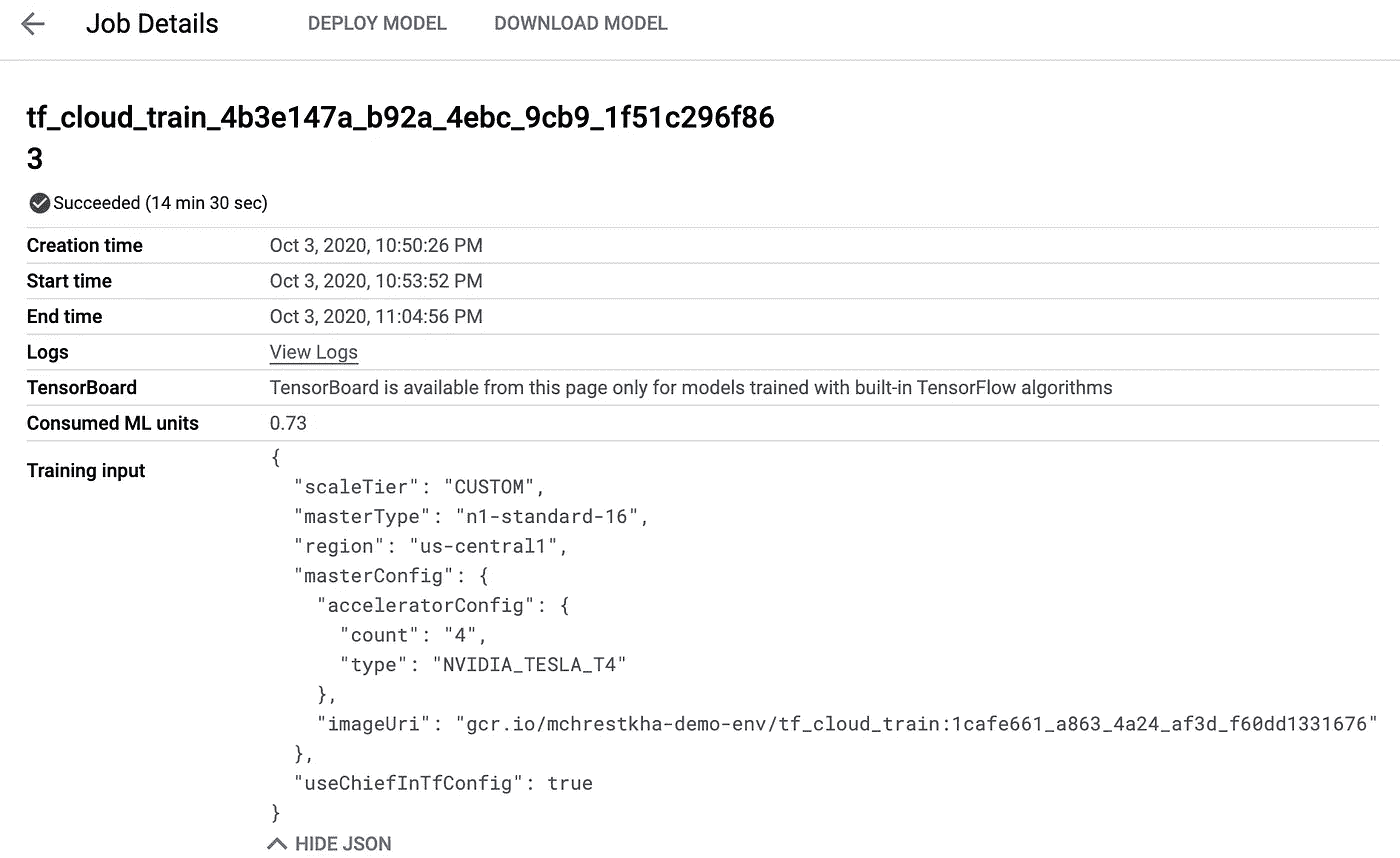 Job Details DEPLOY MODEL DOWNLOAD MODEL
tf_cloud_train_4b3e147a_b92a_4ebc_9cb9_1f51c296f86
3
Succeeded (14 min 30 sec)
Creation time Oct 3, 2020, 10:50:26 PM
Start time Oct 3, 2020, 10:53:52 PM
End time Oct 3, 2020, 11:04:56 PM
Logs View Logs
TensorBoard TensorBoard is available from this page only for models trained with built-in TensorFlow algorithms
Consumed ML units 0.73
Training input {
"scaleTier": "CUSTOM",
"masterType": "n1-standard-16",
"region": "us-central1",
"masterConfig": {
"acceleratorConfig": {
"count": "4",
"type": "NVIDIA_TESLA_T4"
},
"imageUri": "gcr.io/mchrestkha-demo-env/tf_cloud_train:1cafe661_a863_4a24_af3d_f60dd1331676"
},
"useChiefInTfConfig": true
}
HIDE JSON